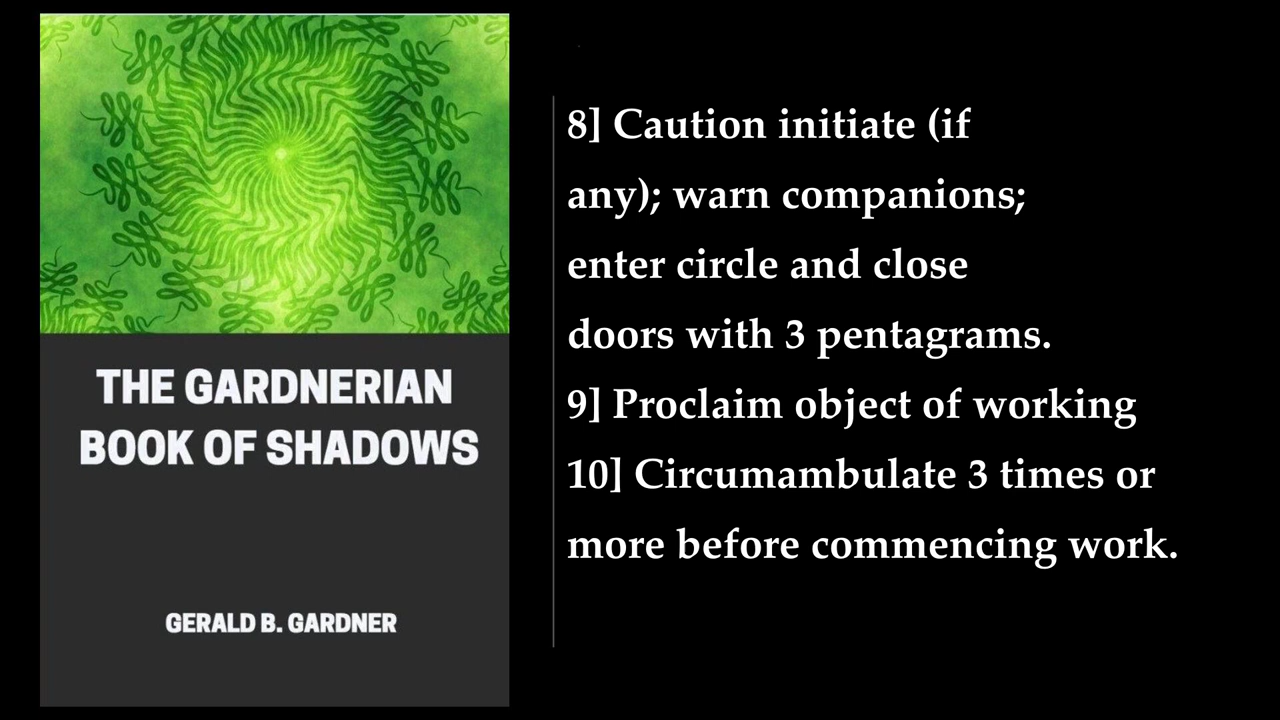 THE GARDNERIAN
BOOK OF SHADOWS
GERALD B. GARDNER
8] Caution initiate (if
any); warn companions;
enter circle and close
doors with 3 pentagrams.
9] Proclaim object of working
10] Circumambulate 3 times or
more before commencing work.